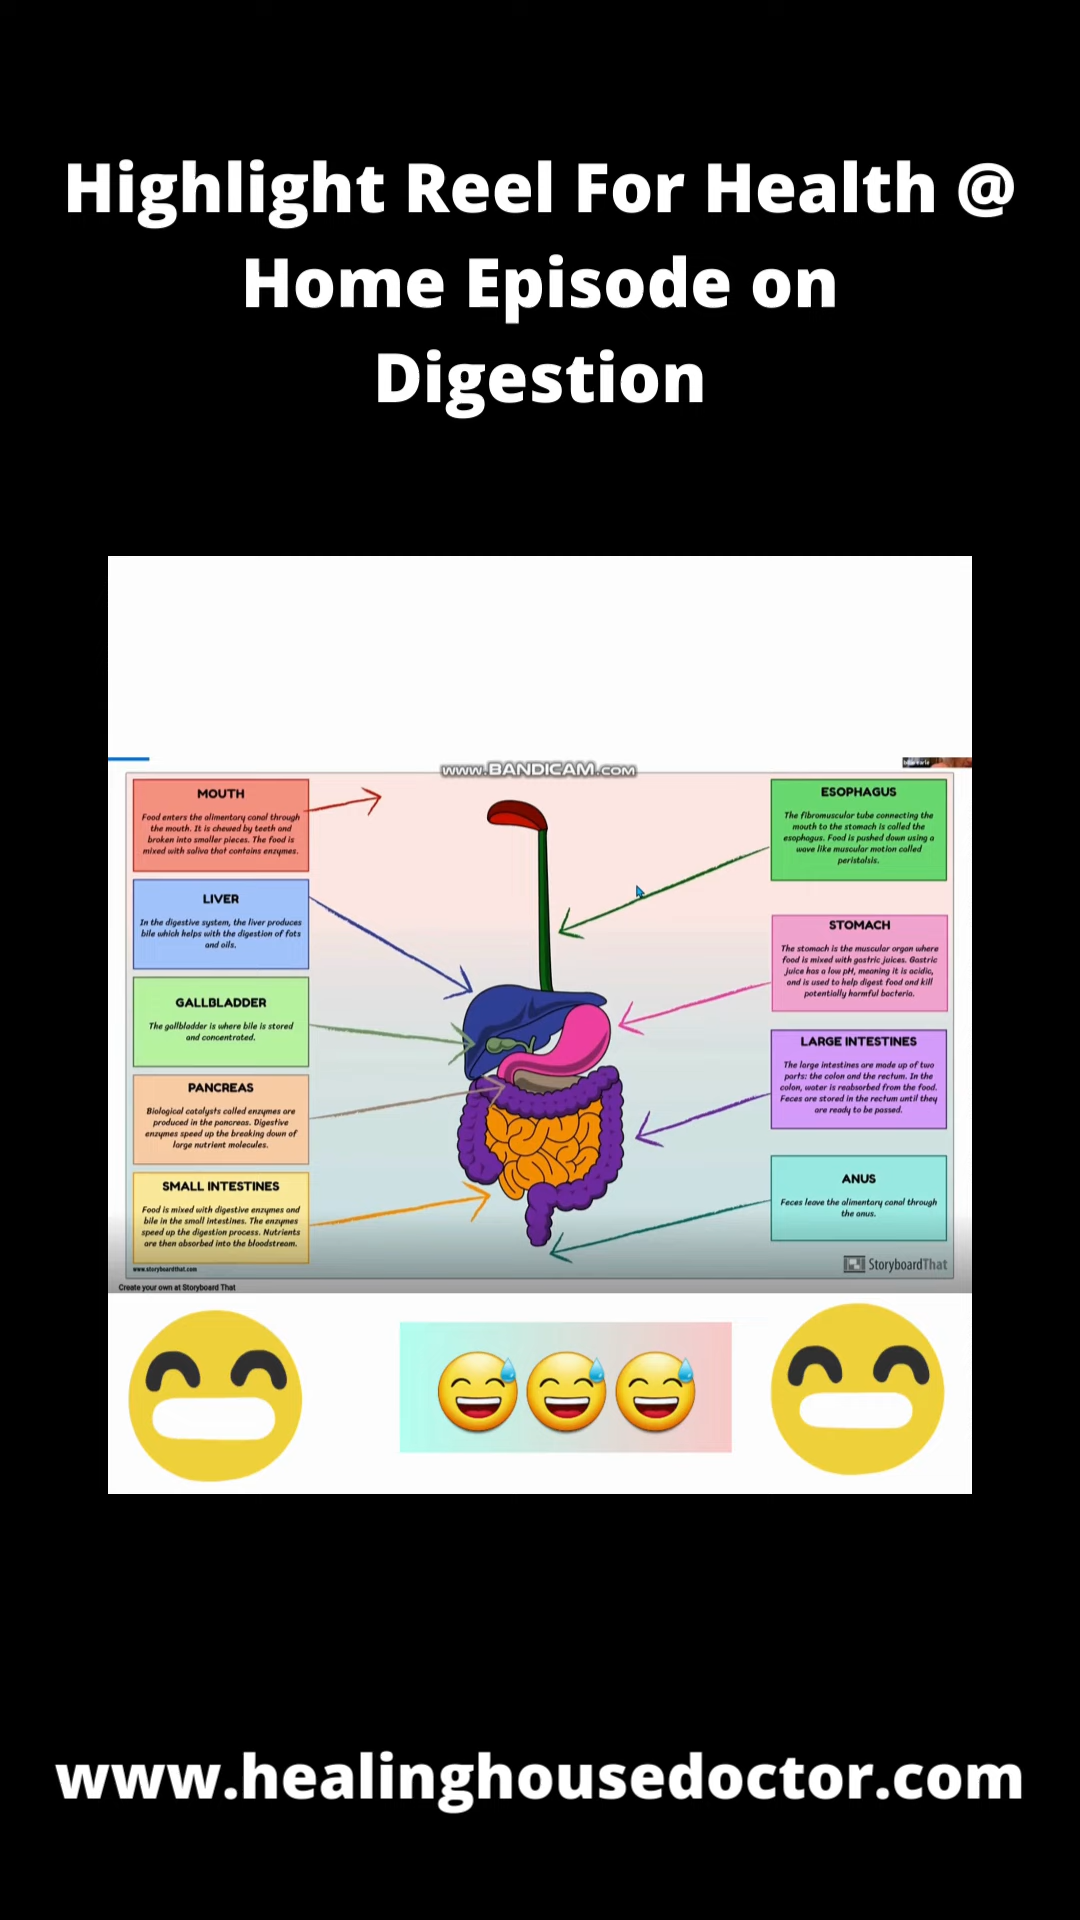 Highlight Reel For Health @
Home Episode on
Digestion
www.BANDICAM.com
MOUTH
Food enters the alimentary canal through
the mouth. It is chewed by teeth and
broken into smaller pieces. The food is
mixed with saliva that contains enzymes.
LIVER
In the digestive system, the liver produces
bile which helps with the digestion of fats
and oils.
GALLBLADDER
The gallbladder is where bile is stored
and concentrated.
PANCREAS
Biological catalysts called enzymes are
produced in the pancreas. Digestive
enzymes speed up the breaking down of
large nutrient molecules.
SMALL INTESTINES
Food is mixed with digestive enzymes and
bile in the small intestines. The enzymes
speed up the digestion process. Nutrients
are then absorbed into the bloodstream.
ESOPHAGUS
The fibromuscular tube connecting the
mouth to the stomach is called the
esophagus. Food is pushed down using a
wave like muscular motion called
peristalsis.
STOMACH
The stomach is the muscular organ where
food is mixed with gastric juices. Gastric
juice has a low pH, meaning it is acidic,
and is used to help digest food and kill
potentially harmful bacteria.
LARGE INTESTINES
The large intestines are made up of two
parts: the colon and the rectum. In the
colon, water is reabsorbed from the food.
Feces are stored in the rectum until they
are ready to be passed.
ANUS
Feces leave the alimentary canal through
the anus.
www.storyboardthat.com
StoryboardThat
Create your own at Storyboard That
www.healinghousedoctor.com